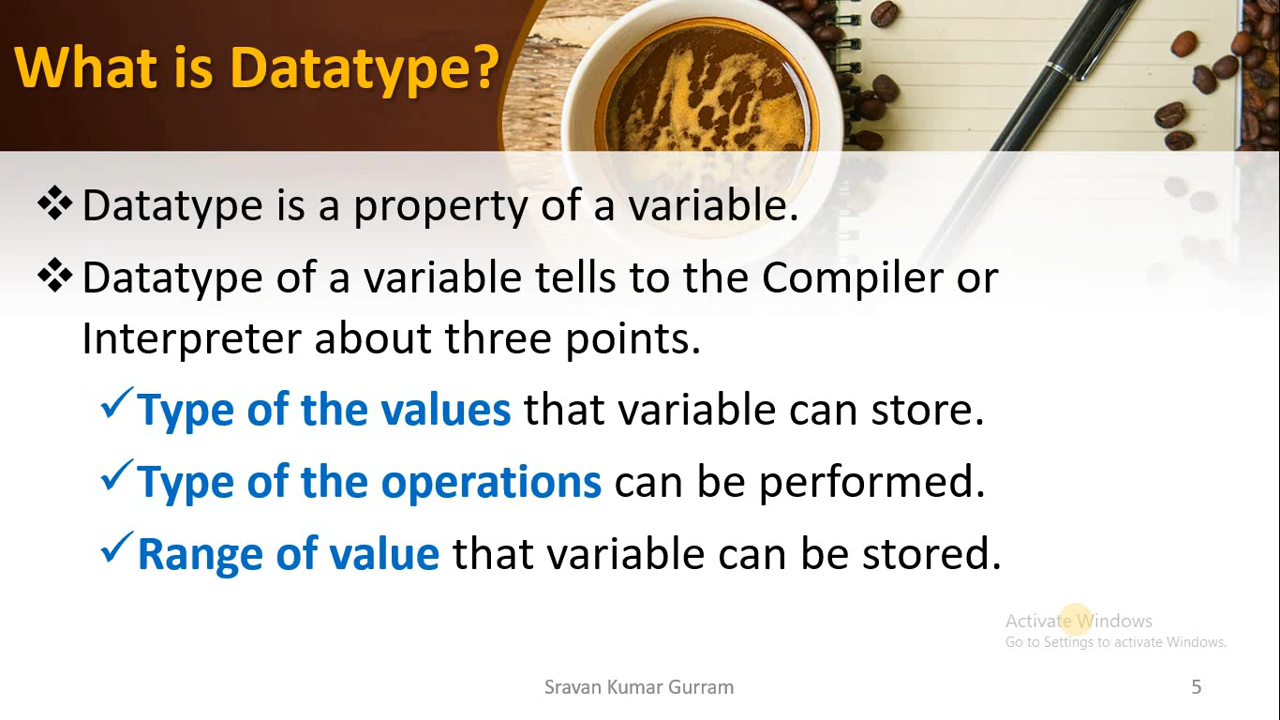 What is Datatype?
❖ Datatype is a property of a variable.
❖ Datatype of a variable tells to the Compiler or
Interpreter about three points.
✓Type of the values that variable can store.
✓Type of the operations can be performed.
✓Range of value that variable can be stored.
Activate Windows
Go to Settings to activate Windows.
Sravan Kumar Gurram
5